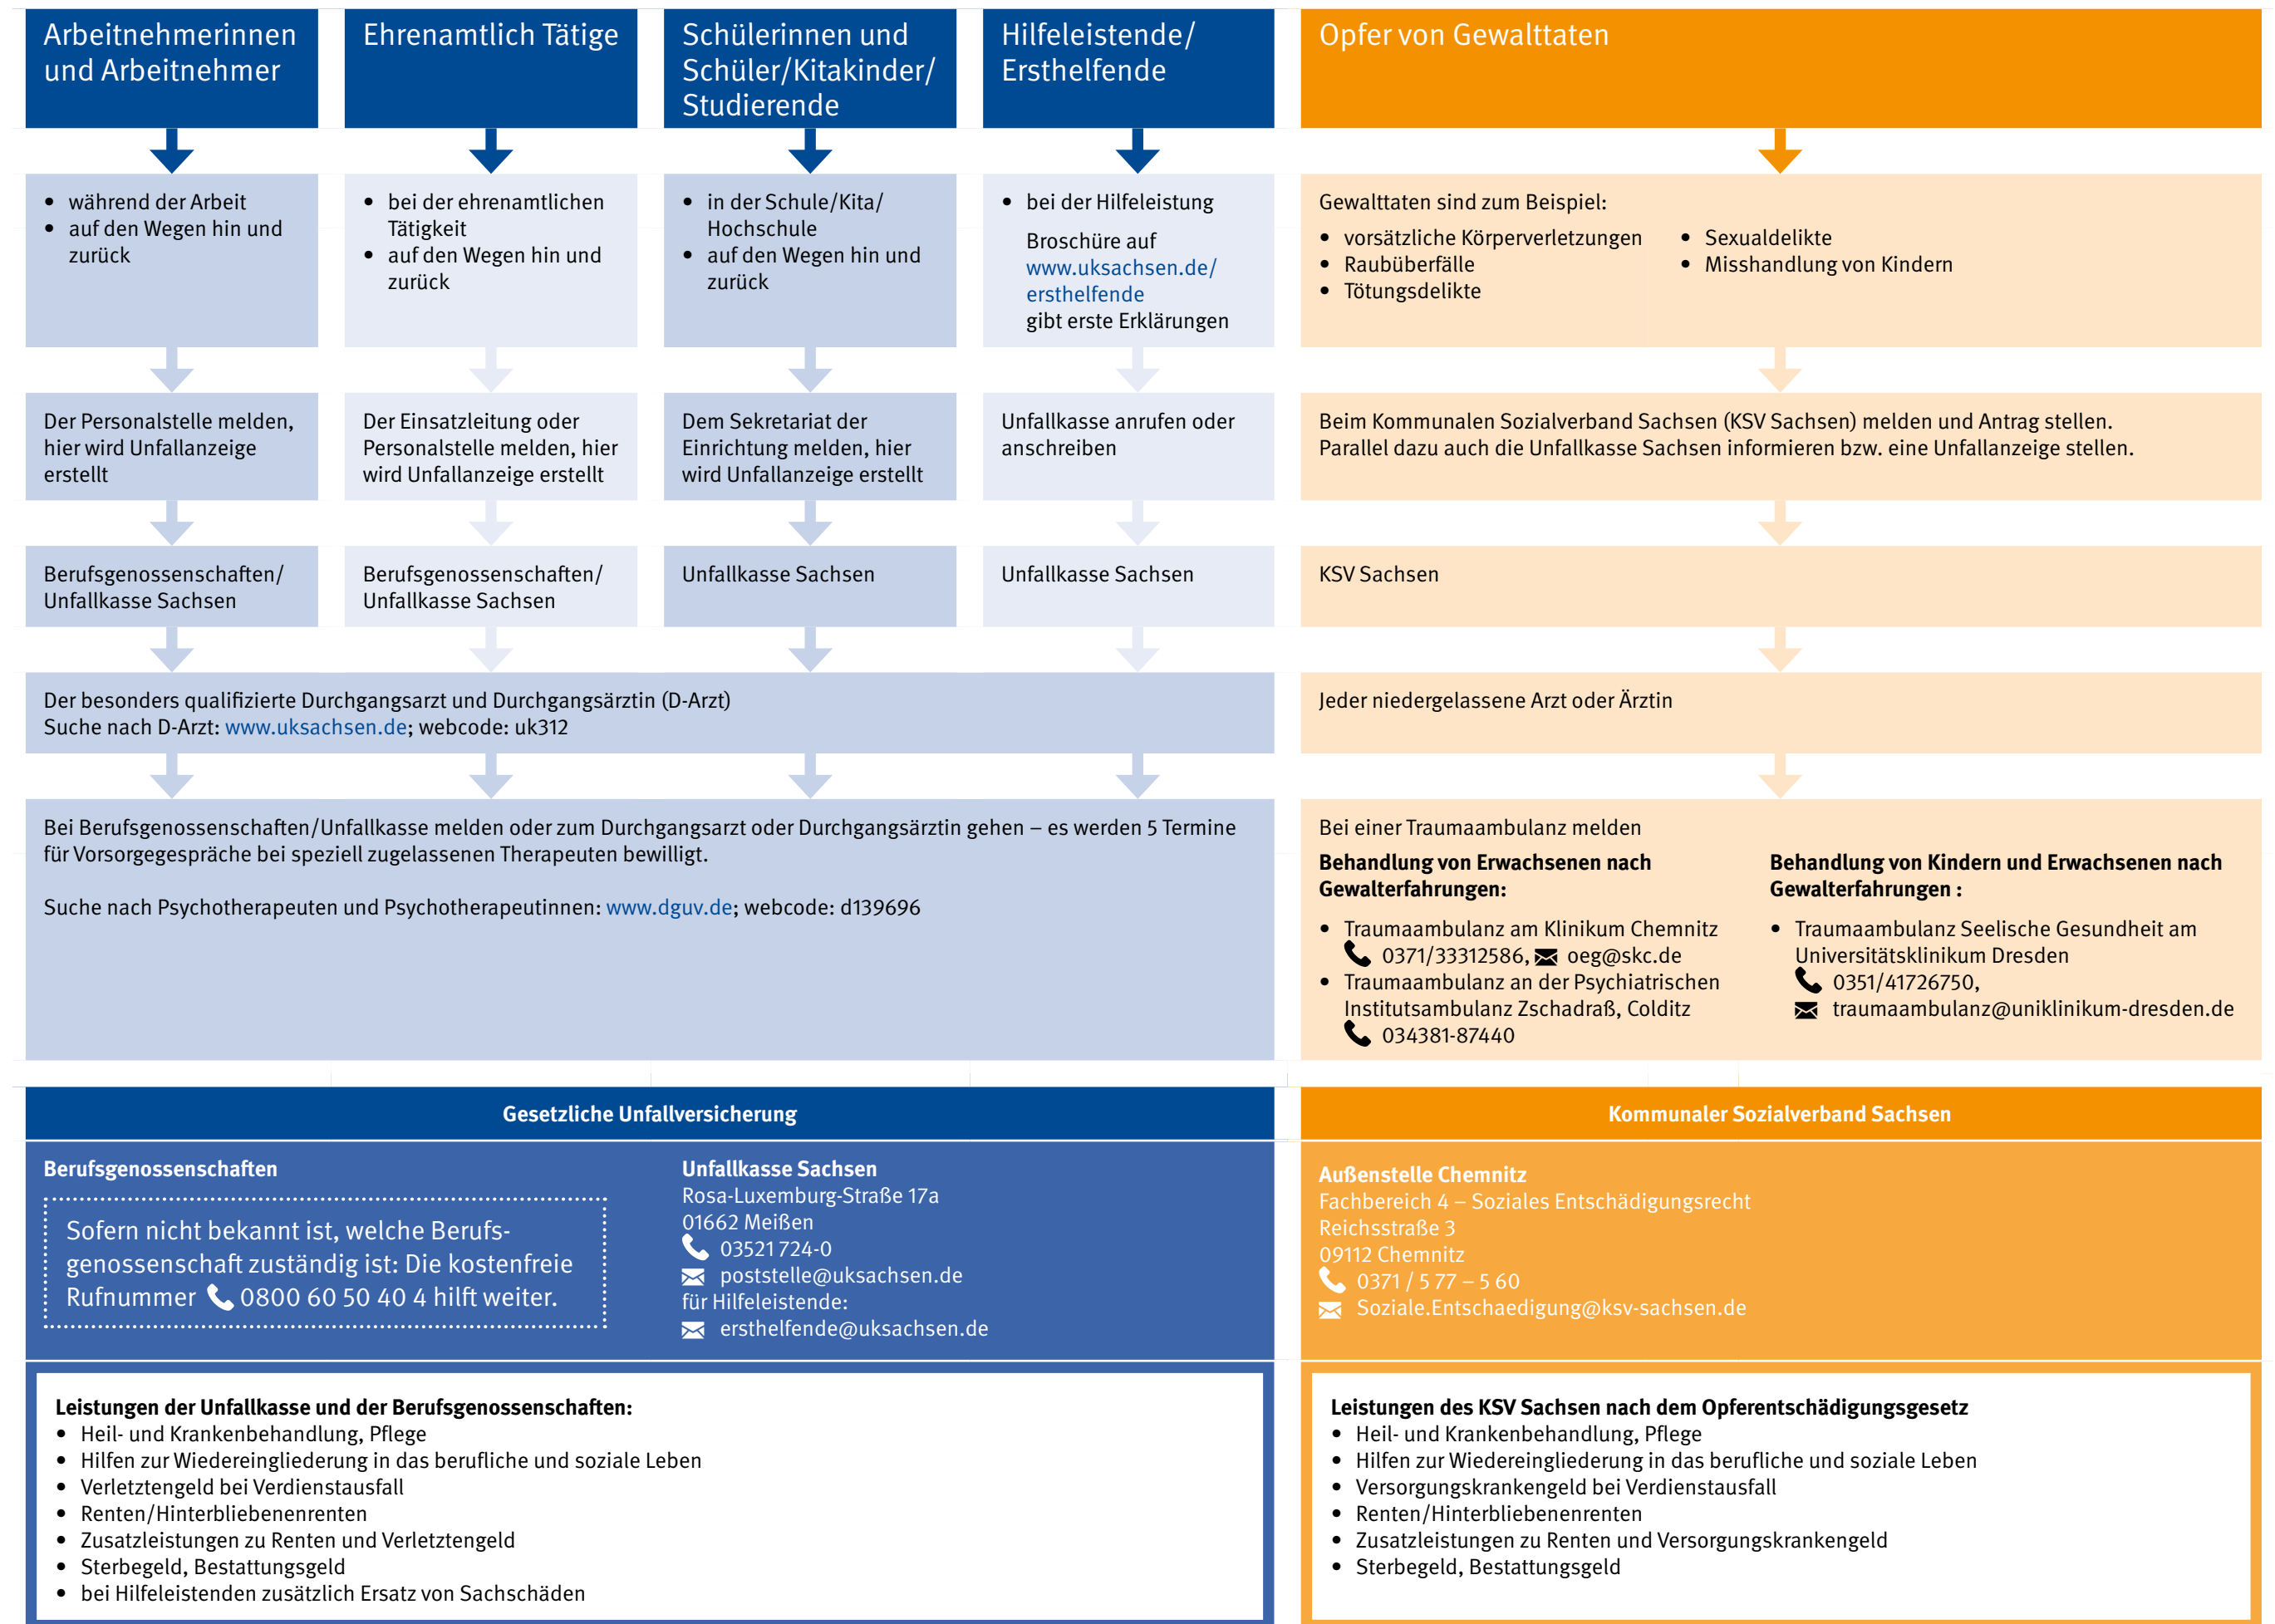 Arbeitnehmerinnen
und Arbeitnehmer
Ehrenamtlich Tätige
Schülerinnen und
Schüler/Kitakinder/
Studierende
Hilfeleistende/
Ersthelfende
Opfer von Gewalttaten
• während der Arbeit
• auf den Wegen hin und
zurück
• bei der ehrenamtlichen
Tätigkeit
• auf den Wegen hin und
zurück
• in der Schule/Kita/
Hochschule
• auf den Wegen hin und
zurück
• bei der Hilfeleistung
Broschüre auf
www.uksachsen.de/
ersthelfende
gibt erste Erklärungen
Gewalttaten sind zum Beispiel:
• vorsätzliche Körperverletzungen
• Raubüberfälle
• Tötungsdelikte
• Sexualdelikte
• Misshandlung von Kindern
Der Personalstelle melden,
hier wird Unfallanzeige
erstellt
Der Einsatzleitung oder
Personalstelle melden, hier
wird Unfallanzeige erstellt
Dem Sekretariat der
Einrichtung melden, hier
wird Unfallanzeige erstellt
Unfallkasse anrufen oder
anschreiben
Beim Kommunalen Sozialverband Sachsen (KSV Sachsen) melden und Antrag stellen.
Parallel dazu auch die Unfallkasse Sachsen informieren bzw. eine Unfallanzeige stellen.
Berufsgenossenschaften/
Unfallkasse Sachsen
Berufsgenossenschaften/
Unfallkasse Sachsen
Unfallkasse Sachsen
Unfallkasse Sachsen
KSV Sachsen
Der besonders qualifizierte Durchgangsarzt und Durchgangsärztin (D-Arzt)
Suche nach D-Arzt: www.uksachsen.de; webcode: uk312
Jeder niedergelassene Arzt oder Ärztin
Bei Berufsgenossenschaften/Unfallkasse melden oder zum Durchgangsarzt oder Durchgangsärztin gehen – es werden 5 Termine
für Vorsorgegespräche bei speziell zugelassenen Therapeuten bewilligt.
Suche nach Psychotherapeuten und Psychotherapeutinnen: www.dguv.de; webcode: d139696
Bei einer Traumaambulanz melden
Behandlung von Erwachsenen nach
Gewalterfahrungen:
• Traumaambulanz am Klinikum Chemnitz
0371/33312586, oeg@skc.de
• Traumaambulanz an der Psychiatrischen
Institutsambulanz Zschadraß, Colditz
034381-87440
Behandlung von Kindern und Erwachsenen nach
Gewalterfahrungen :
• Traumaambulanz Seelische Gesundheit am
Universitätsklinikum Dresden
0351/41726750,
traumaambulanz@uniklinikum-dresden.de
Gesetzliche Unfallversicherung
Berufsgenossenschaften
Sofern nicht bekannt ist, welche Berufs-
genossenschaft zuständig ist: Die kostenfreie
Rufnummer 0800 60 50 40 4 hilft weiter.
Unfallkasse Sachsen
Rosa-Luxemburg-Straße 17a
01662 Meißen
03521 724-0
poststelle@uksachsen.de
für Hilfeleistende:
ersthelfende@uksachsen.de
Kommunaler Sozialverband Sachsen
Außenstelle Chemnitz
Fachbereich 4 – Soziales Entschädigungsrecht
Reichsstraße 3
09112 Chemnitz
0371 / 5 77 – 5 60
Soziale.Entschaedigung@ksv-sachsen.de
Leistungen der Unfallkasse und der Berufsgenossenschaften:
• Heil- und Krankenbehandlung, Pflege
• Hilfen zur Wiedereingliederung in das berufliche und soziale Leben
• Verletztengeld bei Verdienstausfall
• Renten/Hinterbliebenenrenten
• Zusatzleistungen zu Renten und Verletztengeld
• Sterbegeld, Bestattungsgeld
• bei Hilfeleistenden zusätzlich Ersatz von Sachschäden
Leistungen des KSV Sachsen nach dem Opferentschädigungsgesetz
• Heil- und Krankenbehandlung, Pflege
• Hilfen zur Wiedereingliederung in das berufliche und soziale Leben
• Versorgungskrankengeld bei Verdienstausfall
• Renten/Hinterbliebenenrenten
• Zusatzleistungen zu Renten und Versorgungskrankengeld
• Sterbegeld, Bestattungsgeld